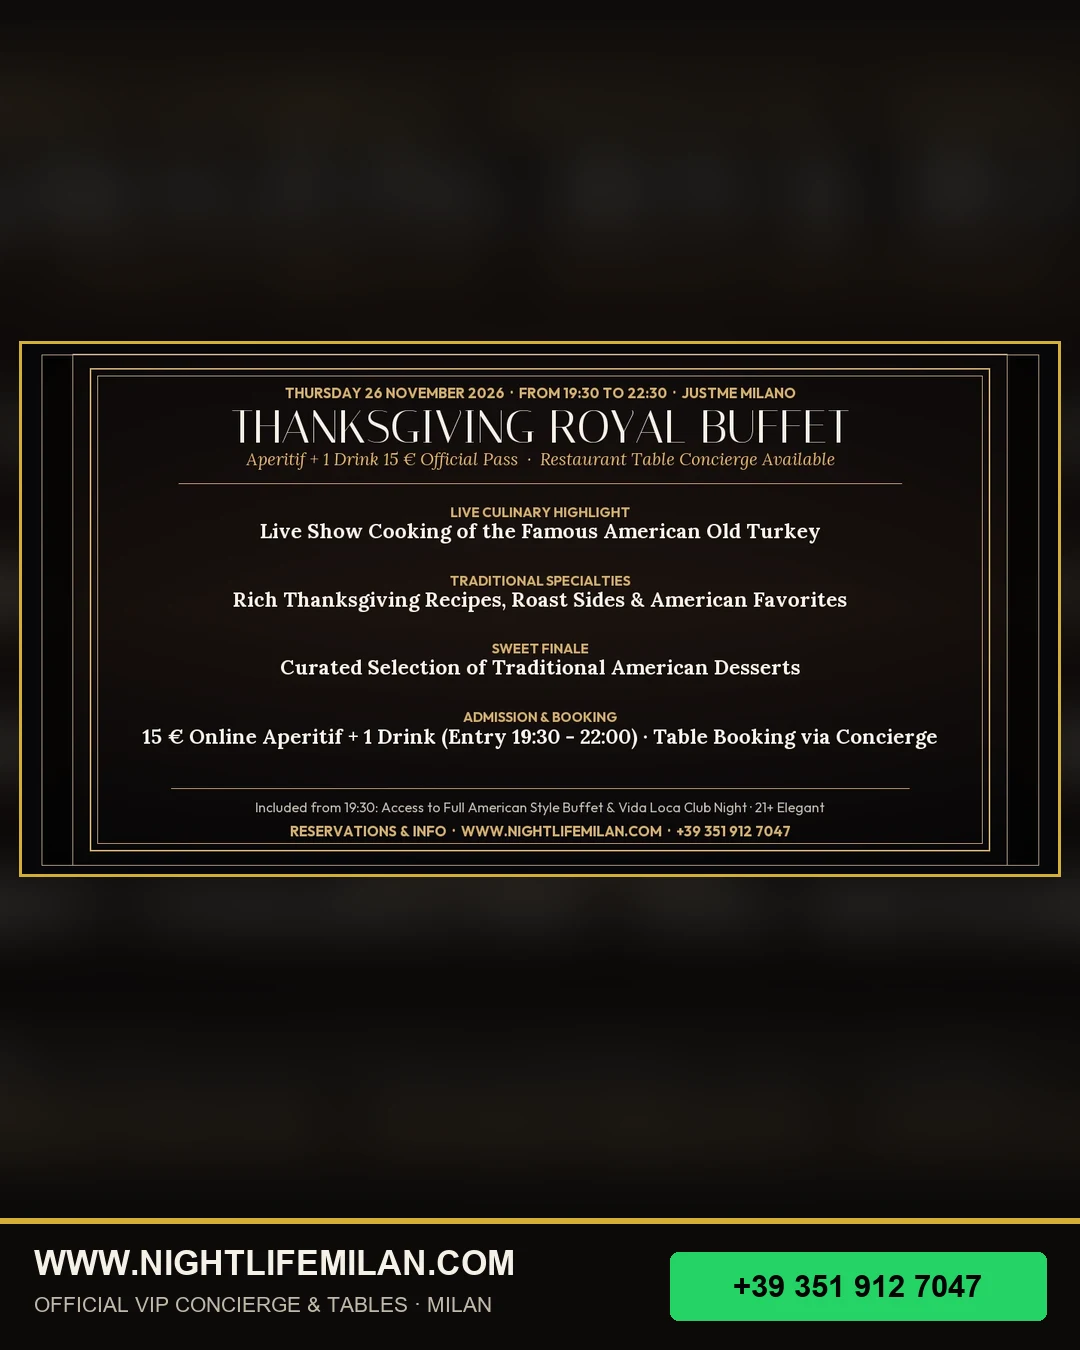 THURSDAY 26 NOVEMBER 2026 · FROM 19:30 TO 22:30 · JUSTME MILANO
THANKSGIVING ROYAL BUFFET
Aperitif + 1 Drink 15 € Official Pass · Restaurant Table Concierge Available
LIVE CULINARY HIGHLIGHT
Live Show Cooking of the Famous American Old Turkey
TRADITIONAL SPECIALTIES
Rich Thanksgiving Recipes, Roast Sides & American Favorites
SWEET FINALE
Curated Selection of Traditional American Desserts
ADMISSION & BOOKING
15 € Online Aperitif + 1 Drink (Entry 19:30 - 22:00) · Table Booking via Concierge
Included from 19:30: Access to Full American Style Buffet & Vida Loca Club Night · 21+ Elegant
RESERVATIONS & INFO · WWW.NIGHTLIFEMILAN.COM · +39 351 912 7047
WWW.NIGHTLIFEMILAN.COM
OFFICIAL VIP CONCIERGE & TABLES · MILAN
+39 351 912 7047